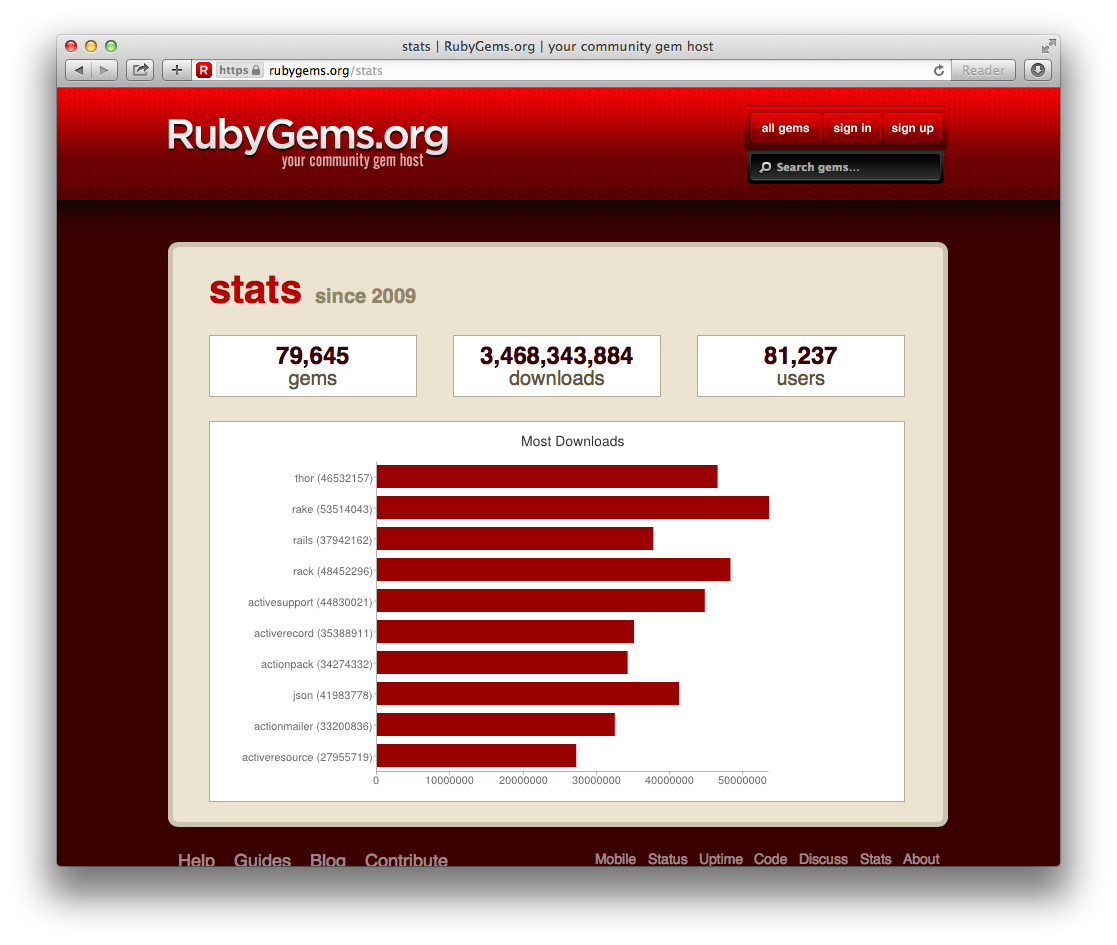 stats | RubyGems.org | your community gem host
R https rubygems.org/stats Reader
RubyGems.org
your community gem host
all gems sign in sign up
Search gems...
stats since 2009
79,645 3,468,343,884 81,237
gems downloads users
Most Downloads
thor (46532157)
rake (53514043)
rails (37942162)
rack (48452296)
activesupport (44830021)
activerecord (35388911)
actionpack (34274332)
json (41983778)
actionmailer (33200836)
activeresource (27955719)
0 10000000 20000000 30000000 40000000 50000000
Help Guides Blog Contribute Mobile Status Uptime Code Discuss Stats About